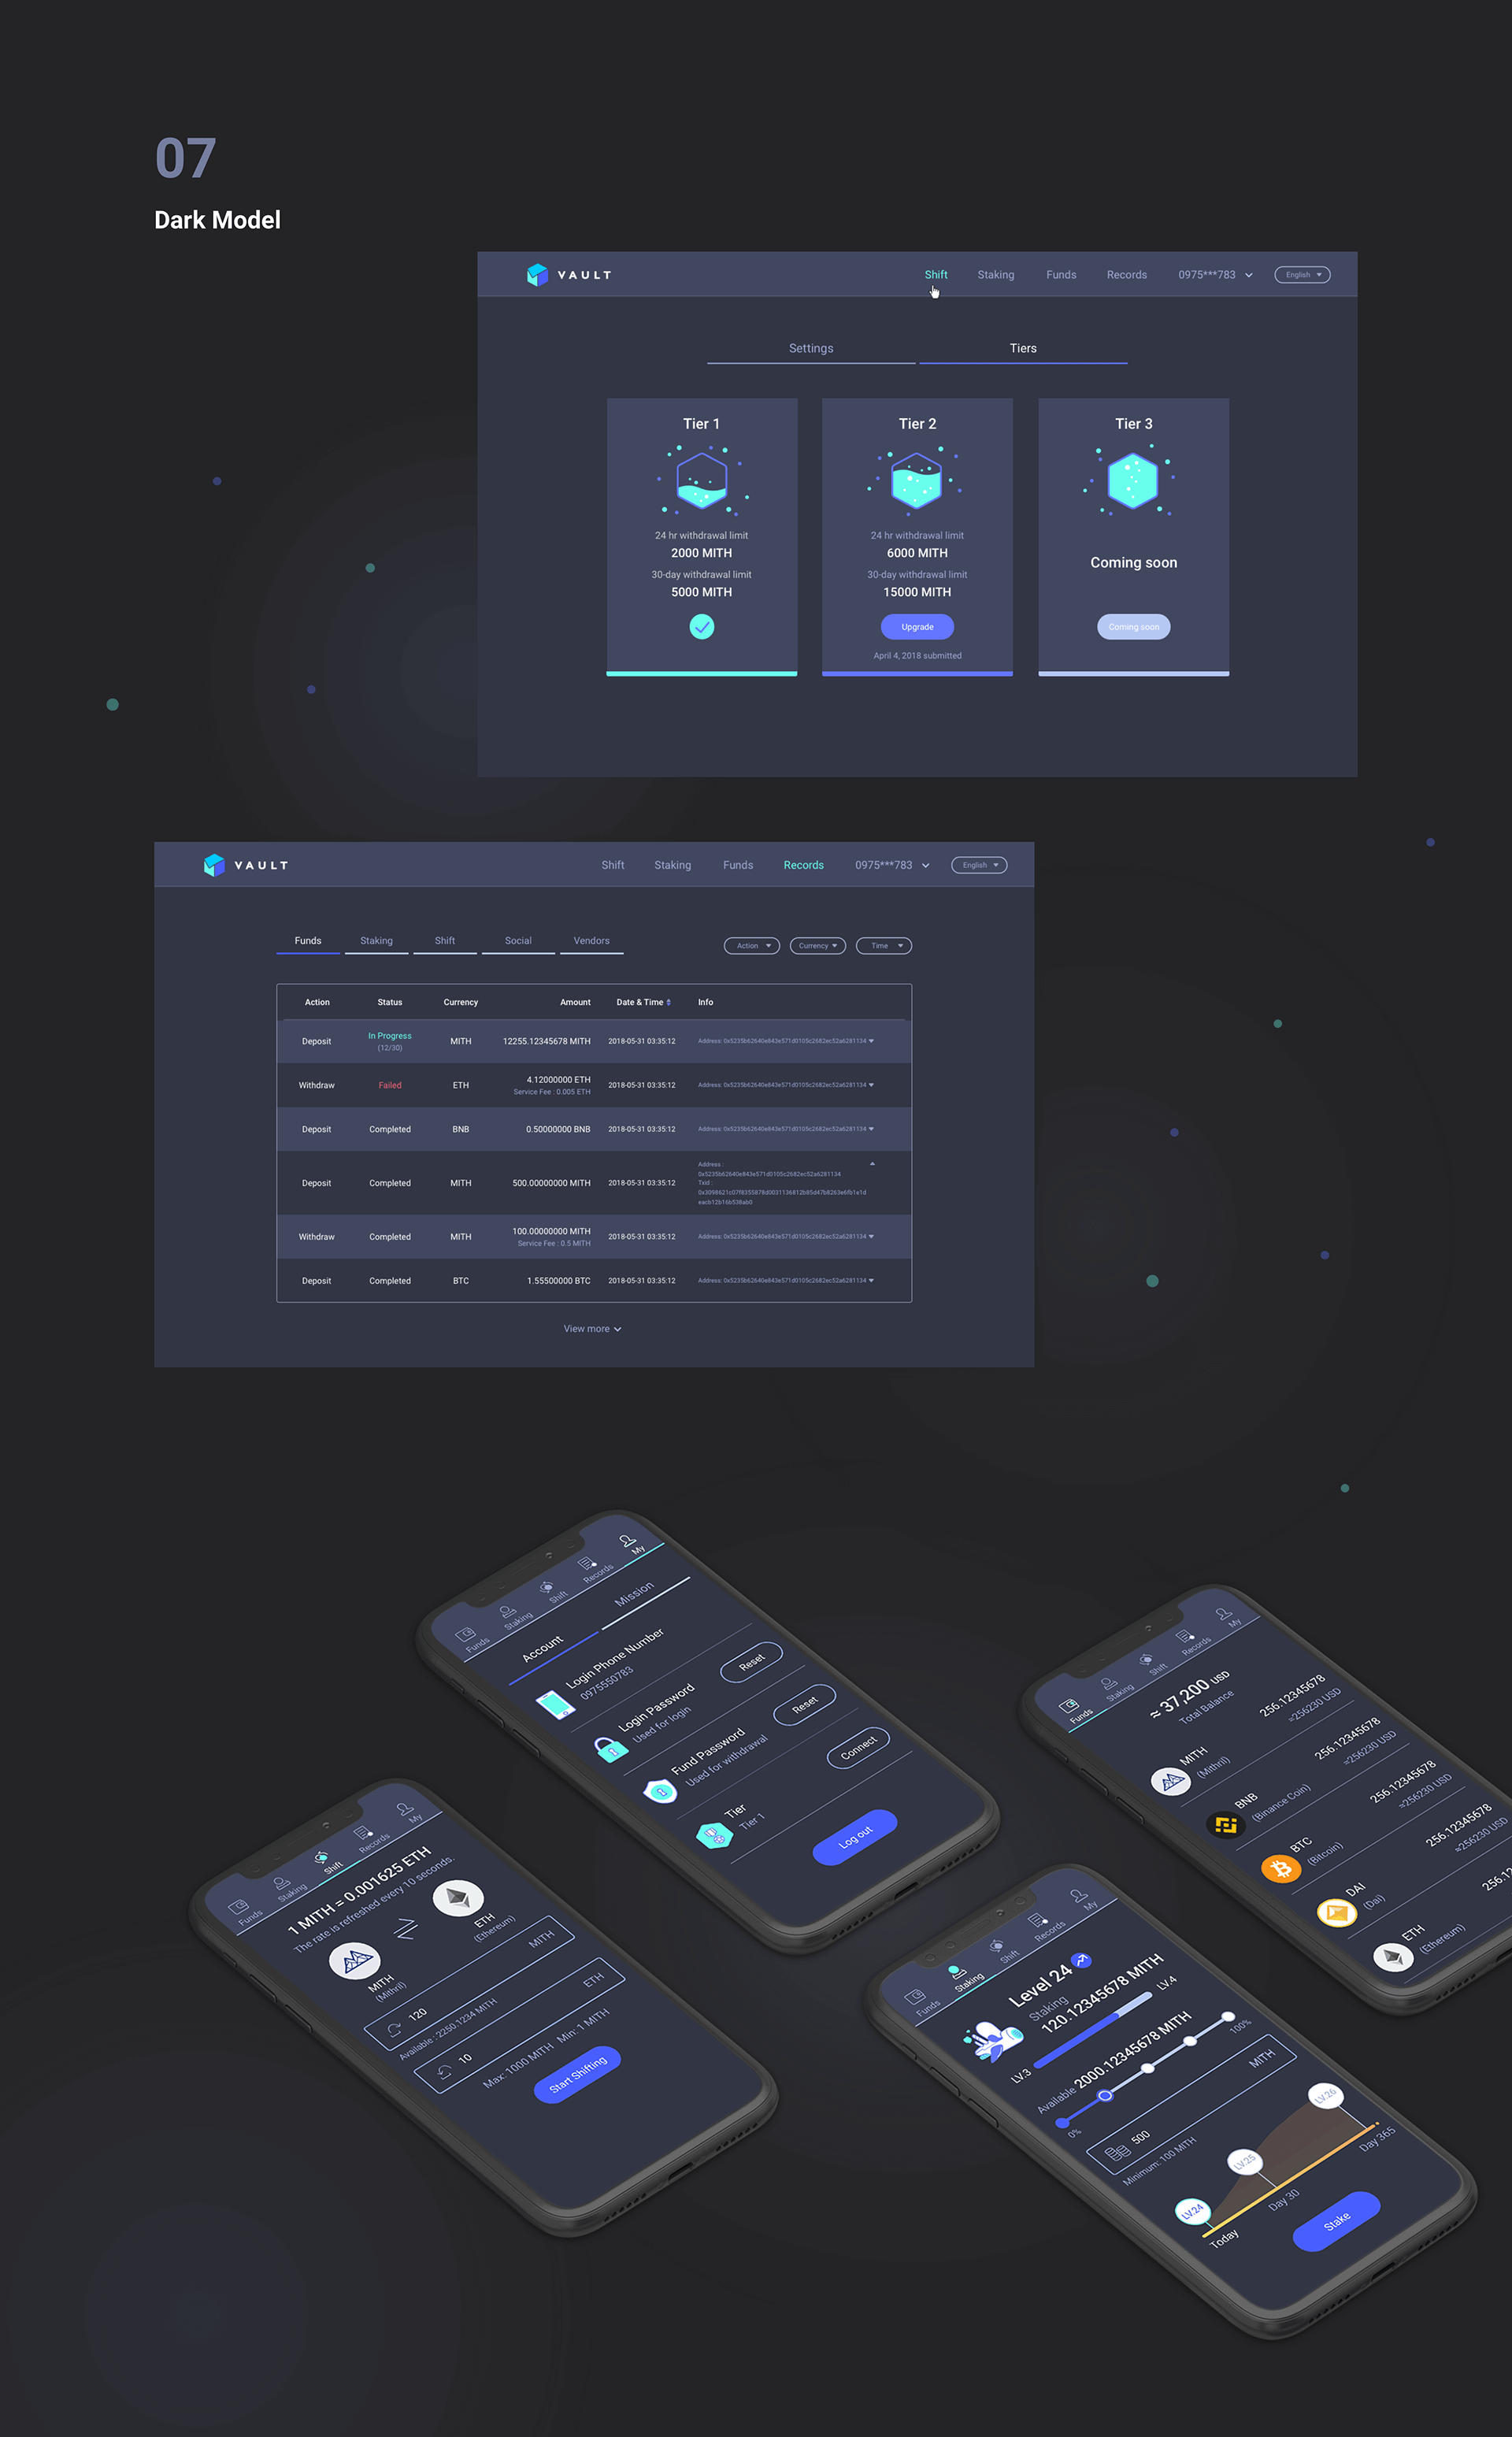 07
Dark Model
VAULT
Shift Staking Funds Records 0975***783 English
Settings Tiers
Tier 1
24 hr withdrawal limit
2000 MITH
30-day withdrawal limit
5000 MITH
Tier 2
24 hr withdrawal limit
6000 MITH
30-day withdrawal limit
15000 MITH
Upgrade
April 4, 2018 submitted
Tier 3
Coming soon
Coming soon
VAULT
Shift Staking Funds Records 0975***783 English
Funds Staking Shift Social Vendors Action Currency Time
Action Status Currency Amount Date & Time Info
Deposit In Progress MITH 12255.12345678 MITH 2018-05-31 03:35:12 Address: 0x5235b62640e843e571d0105c2682ec52a6281134
(12/30)
Withdraw Failed ETH 4.12000000 ETH 2018-05-31 03:35:12 Address: 0x5235b62640e843e571d0105c2682ec52a6281134
Service Fee : 0.005 ETH
Deposit Completed BNB 0.50000000 BNB 2018-05-31 03:35:12 Address: 0x5235b62640e843e571d0105c2682ec52a6281134
Deposit Completed MITH 500.00000000 MITH 2018-05-31 03:35:12 Address :
0x5235b62640e843e571d0105c2682ec52a6281134
Txid :
Withdraw Completed MITH 100.00000000 MITH 2018-05-31 03:35:12 Address: 0x5235b62640e843e571d0105c2682ec52a6281134
Service Fee : 0.5 MITH
Deposit Completed BTC 1.55500000 BTC 2018-05-31 03:35:12 Address: 0x5235b62640e843e571d0105c2682ec52a6281134
View more
Funds Staking Shift Records My
Account Mission
Login Phone Number
0975550783
Login Password
Used for login
Reset
Fund Password
Used for withdrawal
Reset
Tier
Tier 1
Connect
Log out
Funds Staking Shift Records My
≈ 37,200 USD
Total Balance
MITH 256.12345678
(Mithril) ≈256230 USD
BNB 256.12345678
(Binance Coin) ≈256230 USD
BTC 256.12345678
(Bitcoin) ≈256230 USD
DAI 256.12345678
(Dai) ≈256230 USD
ETH 256.12
(Ethereum)
Funds Staking Shift Records My
1 MITH = 0.001625 ETH
The rate is refreshed every 10 seconds.
MITH
(Mithril)
ETH
(Ethereum)
120 MITH
Available : 2250.1234 MITH
10 ETH
Max: 1000 MITH Min: 1 MITH
Start Shifting
Funds Staking Shift Records My
Level 24
Staking
120.12345678 MITH
LV.3 LV.4
Available 2000.12345678 MITH
0% 100%
500 MITH
Minimum: 100 MITH
LV.24 LV.25 LV.26
Today Day 30 Day 365
Stake